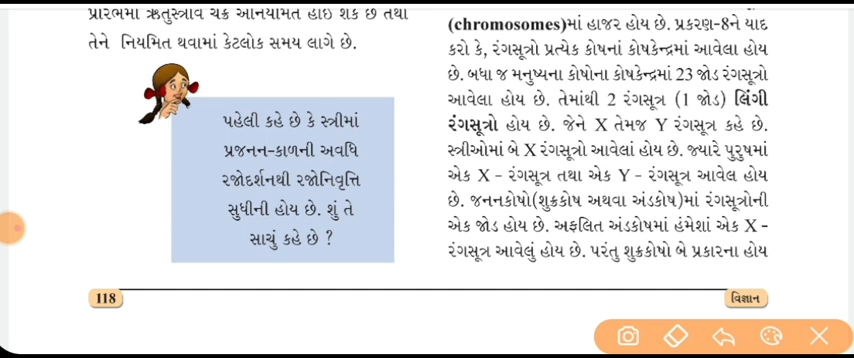 પ્રારંભમાં ઋતુસ્ત્રાવ ચક્ર અનિયમિત હોઈ શકે છે તથા
તેને નિયમિત થવામાં કેટલોક સમય લાગે છે.
પહેલી કહે છે કે સ્ત્રીમાં
પ્રજનન-કાળની અવધિ
રજોદર્શનથી રજોનિવૃત્તિ
સુધીની હોય છે. શું તે
સાચું કહે છે ?
(chromosomes)માં હાજર હોય છે. પ્રકરણ-8ને યાદ
કરો કે, રંગસૂત્રો પ્રત્યેક કોષનાં કોષકેન્દ્રમાં આવેલા હોય
છે. બધા જ મનુષ્યના કોષોના કોષકેન્દ્રમાં 23 જોડ રંગસૂત્રો
આવેલા હોય છે. તેમાંથી 2 રંગસૂત્ર (1 જોડ) લિંગી
રંગસૂત્રો હોય છે. જેને X તેમજ Y રંગસૂત્ર કહે છે.
સ્ત્રીઓમાં બે X રંગસૂત્રો આવેલાં હોય છે. જ્યારે પુરુષમાં
એક X - રંગસૂત્ર તથા એક Y - રંગસૂત્ર આવેલ હોય
છે. જનનકોષો(શુક્રકોષ અથવા અંડકોષ)માં રંગસૂત્રોની
એક જોડ હોય છે. અફલિત અંડકોષમાં હંમેશાં એક X -
રંગસૂત્ર આવેલું હોય છે. પરંતુ શુક્રકોષો બે પ્રકારના હોય
118
વિજ્ઞાન